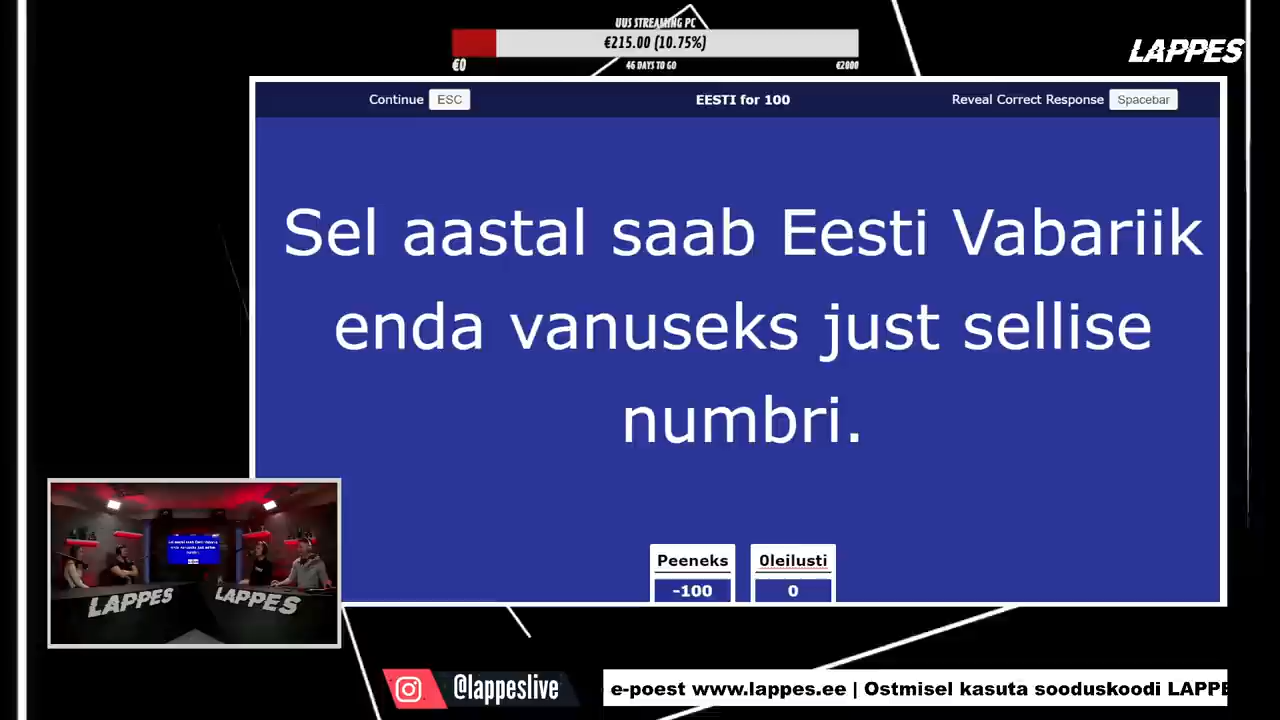 UUS STREAMING PC
€215.00 (10.75%)
€0
46 DAYS TO GO
€2000
LAPPES
Continue ESC
EESTI for 100
Reveal Correct Response Spacebar
Sel aastal saab Eesti Vabariik
enda vanuseks just sellise
numbri.
Peeneks
0leilusti
-100
0
LAPPES
LAPPES
@lappeslive
e-poest www.lappes.ee | Ostmisel kasuta sooduskoodi LAPPE